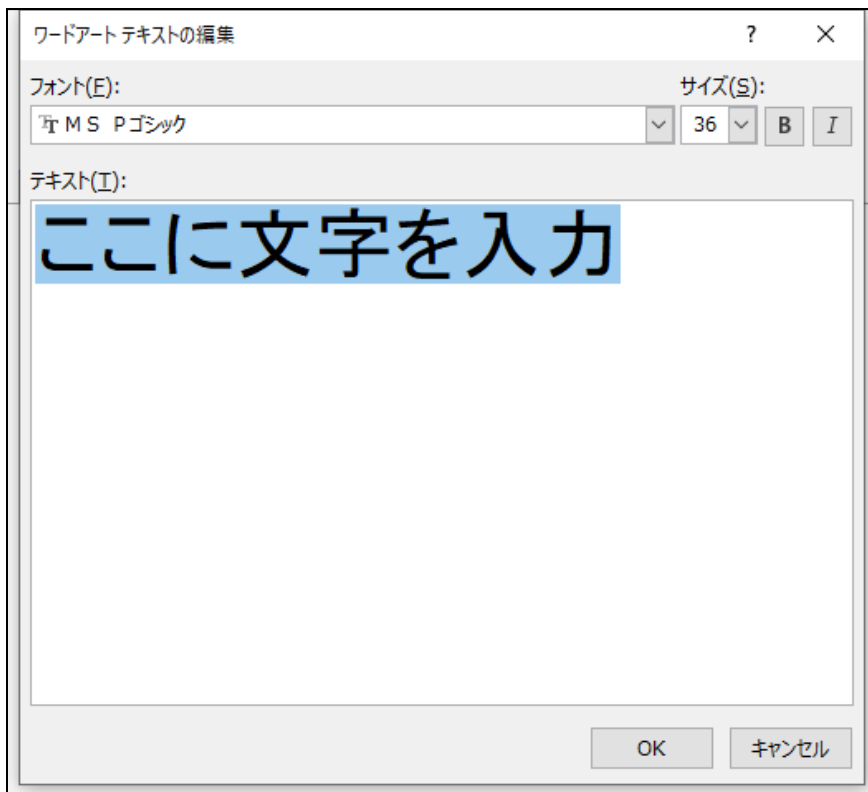 ワードアート テキストの編集 ?
フォント(F): サイズ(S):
ＭＳ Ｐゴシック 36 B I
テキスト(T):
ここに文字を入力
OK キャンセル